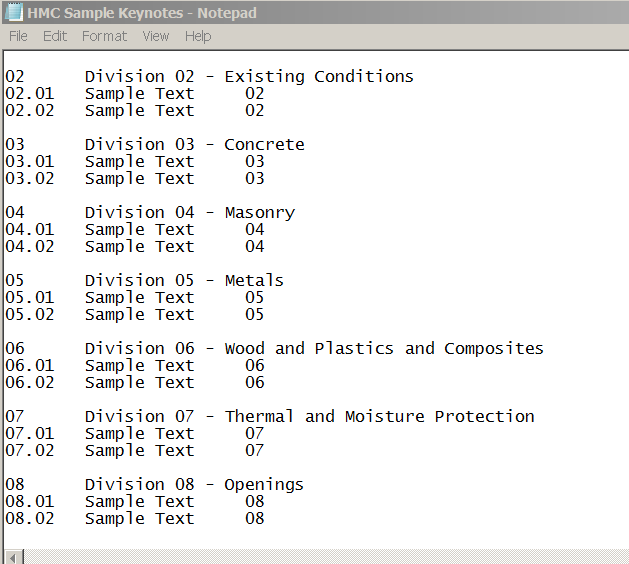 HMC Sample Keynotes - Notepad
File Edit Format View Help
02 Division 02 - Existing Conditions
02.01 Sample Text 02
02.02 Sample Text 02
03 Division 03 - Concrete
03.01 Sample Text 03
03.02 Sample Text 03
04 Division 04 - Masonry
04.01 Sample Text 04
04.02 Sample Text 04
05 Division 05 - Metals
05.01 Sample Text 05
05.02 Sample Text 05
06 Division 06 - Wood and Plastics and Composites
06.01 Sample Text 06
06.02 Sample Text 06
07 Division 07 - Thermal and Moisture Protection
07.01 Sample Text 07
07.02 Sample Text 07
08 Division 08 - Openings
08.01 Sample Text 08
08.02 Sample Text 08